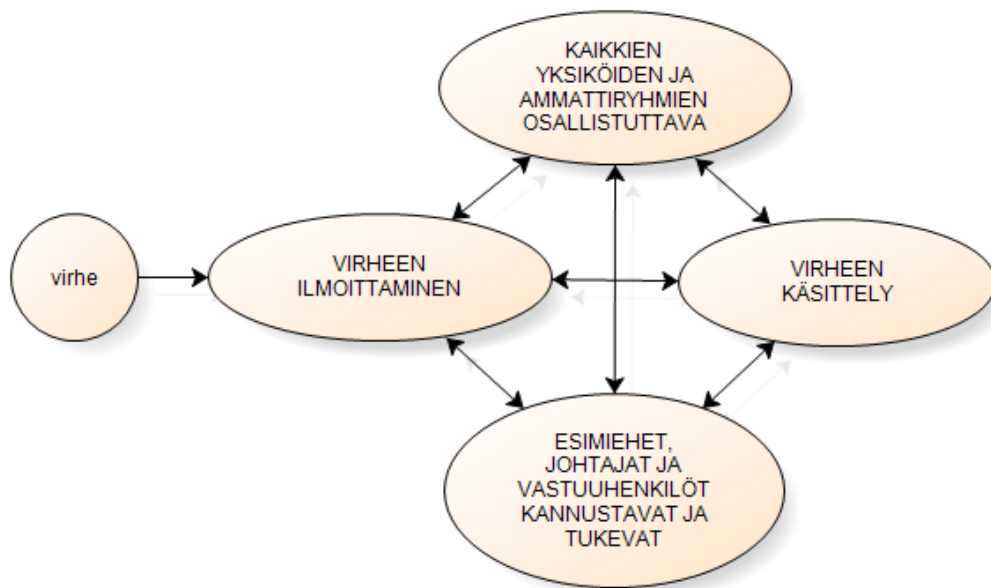 KAIKKIEN
YKSIKÖIDEN JA
AMMATTIRYHMIEN
OSALLISTUTTAVA
virhe
VIRHEEN
ILMOITTAMINEN
VIRHEEN
KÄSITTELY
ESIMIEHET,
JOHTAJAT JA
VASTUUHENKILÖT
KANNUSTAVAT JA
TUKEVAT